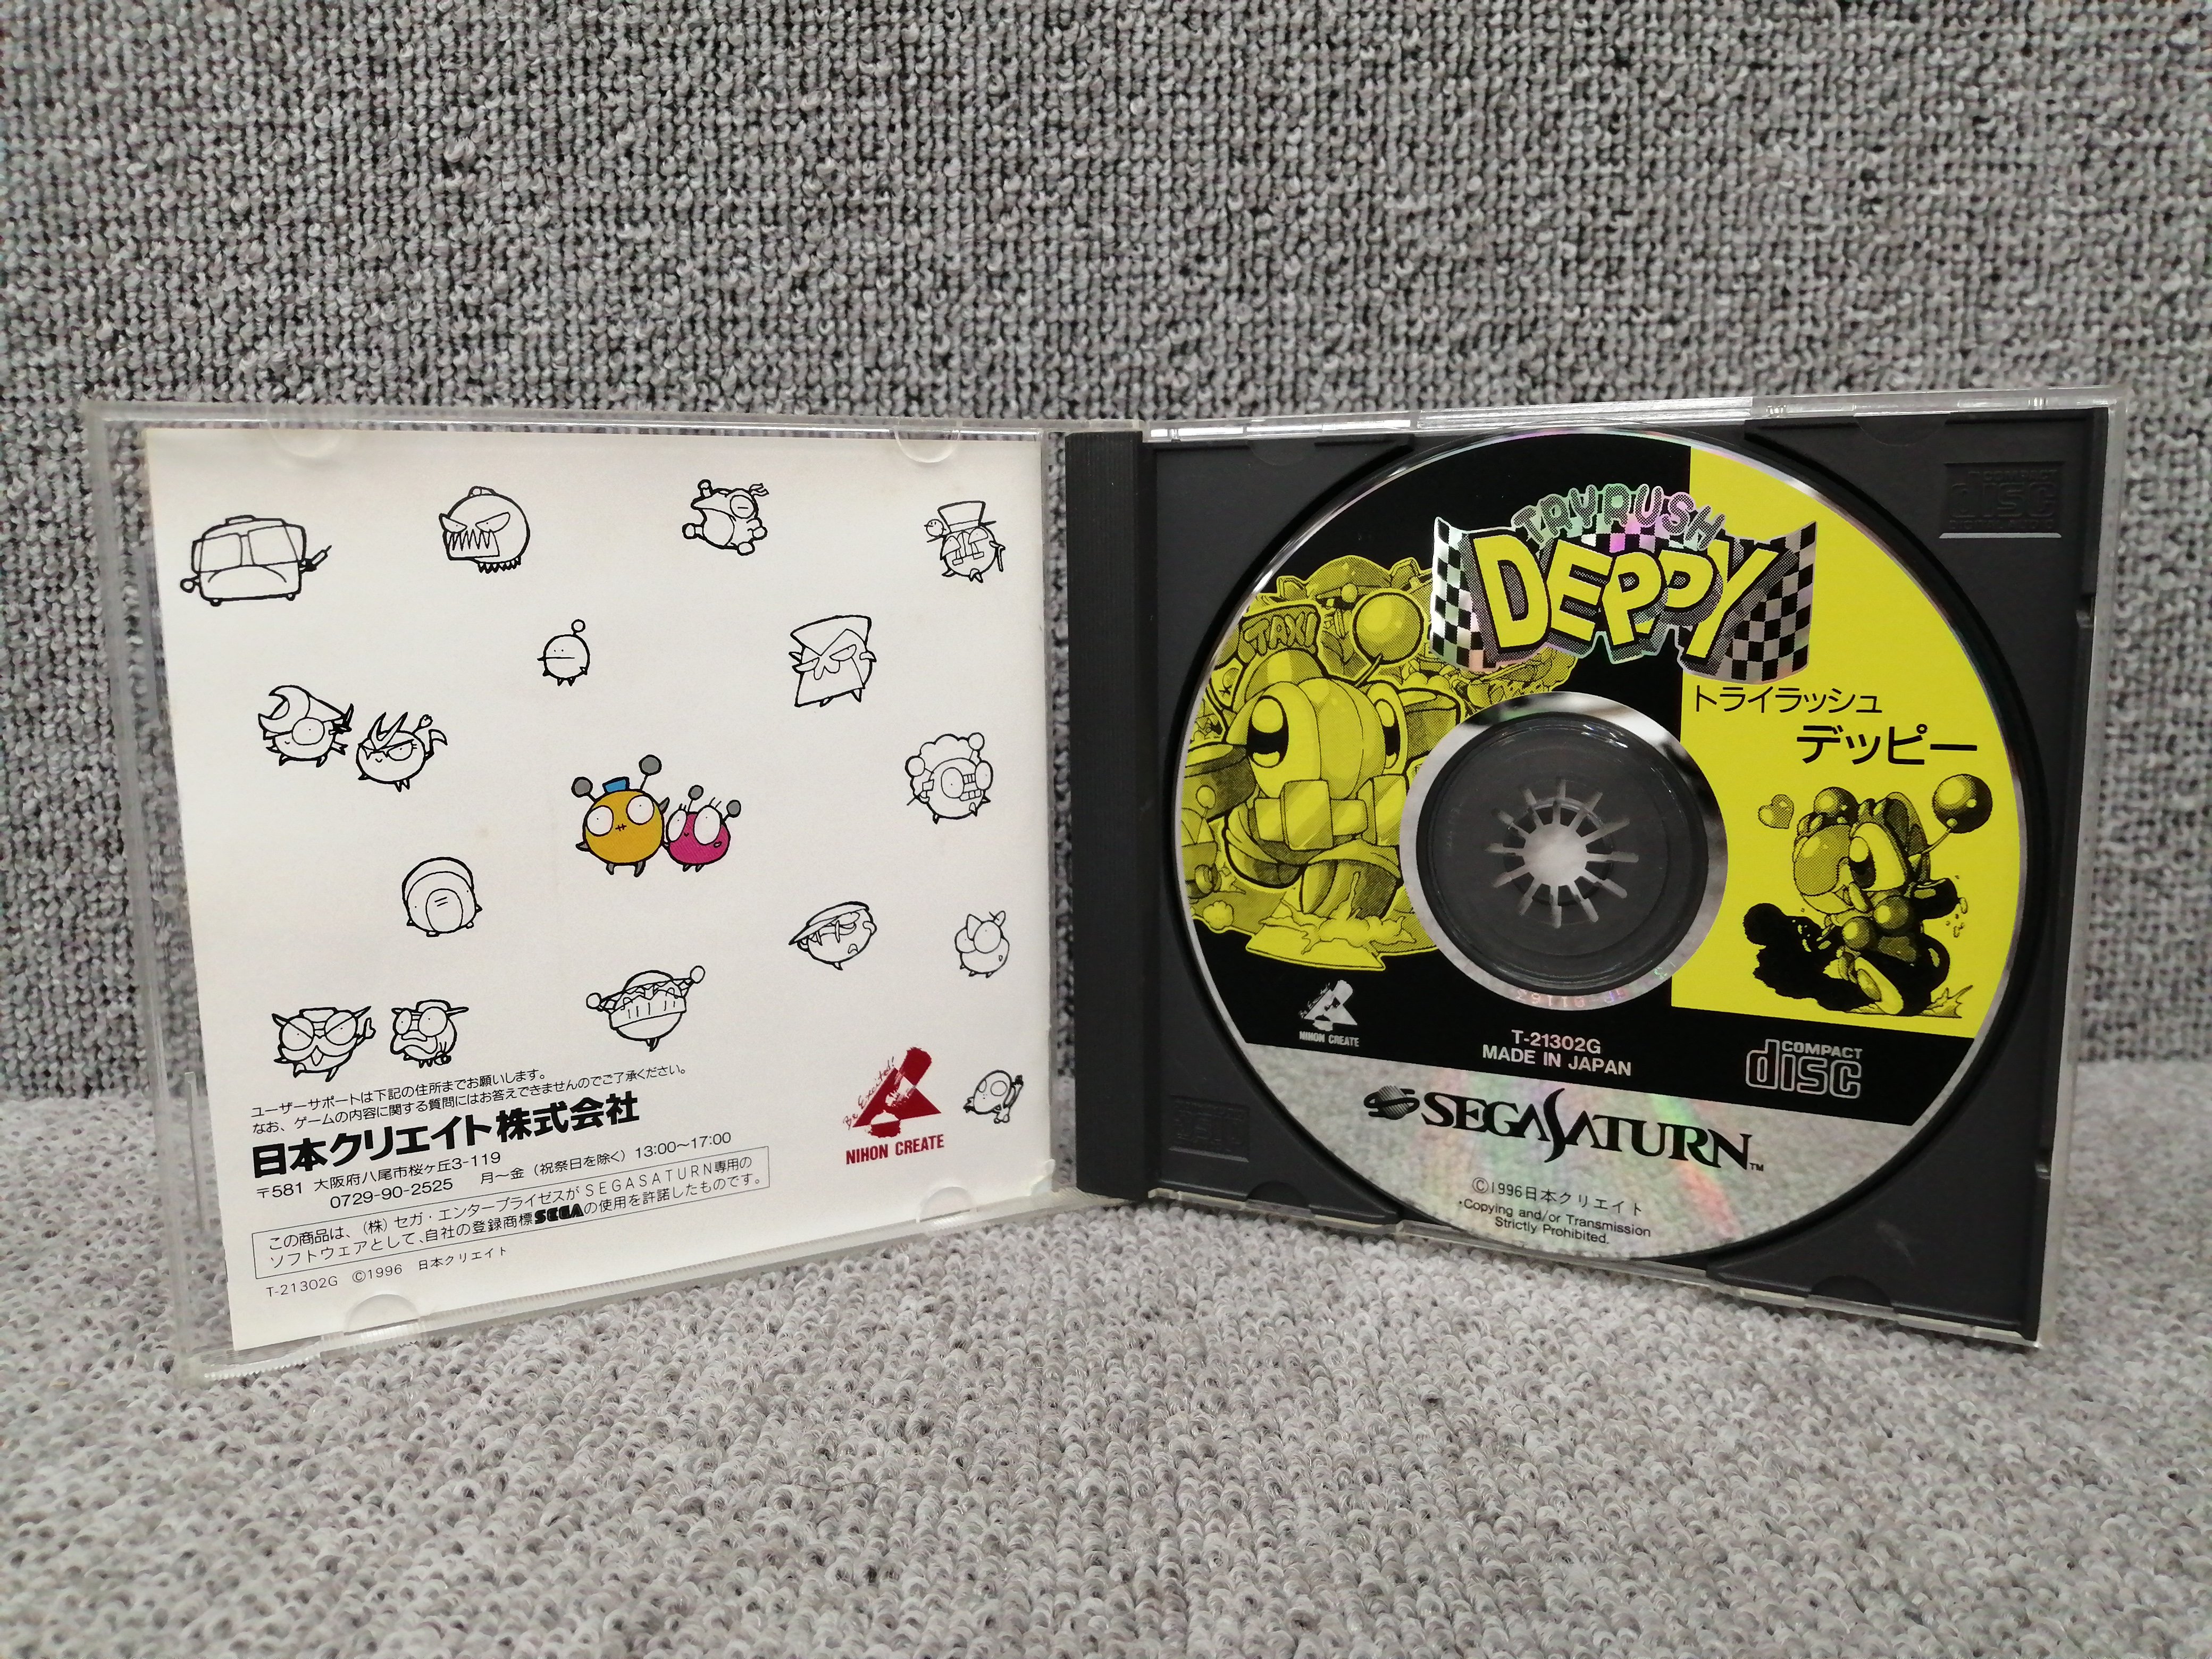 ユーザーサポートは下記の住所までお願いします。
なお、ゲームの内容に関する質問にはお答えできませんのでご了承ください。
日本クリエイト株式会社
〒581 大阪府八尾市桜ヶ丘3-119
0729-90-2525 月〜金（祝祭日を除く）13:00〜17:00
この商品は、（株）セガ・エンタープライゼスがSEGASATURN専用の
ソフトウエアとして、自社の登録商標SEGAの使用を許諾したものです。
T-21302G ©1996 日本クリエイト
Be Excited!
NIHON CREATE
TRYRUSH
DEPPY
TAXI
トライラッシュ
デッピー
NIHON CREATE
T-21302G
MADE IN JAPAN
COMPACT
disc
SEGASATURN™
©1996日本クリエイト
•Copying and/or Transmission
Strictly Prohibited.
COMPACT
disc